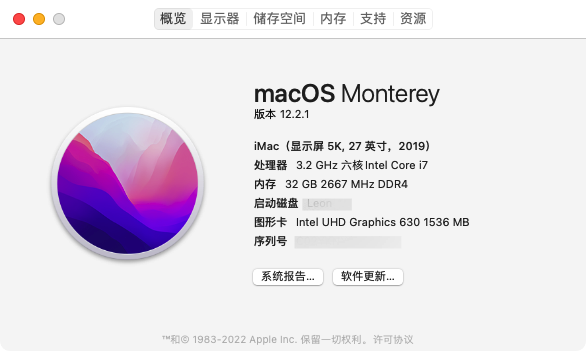 概览 显示器 储存空间 内存 支持 资源
macOS Monterey
版本 12.2.1
iMac（显示屏 5K, 27 英寸，2019）
处理器 3.2 GHz 六核Intel Core i7
内存 32 GB 2667 MHz DDR4
启动磁盘 Leon
图形卡 Intel UHD Graphics 630 1536 MB
序列号
系统报告... 软件更新...
™和© 1983-2022 Apple Inc. 保留一切权利。许可协议